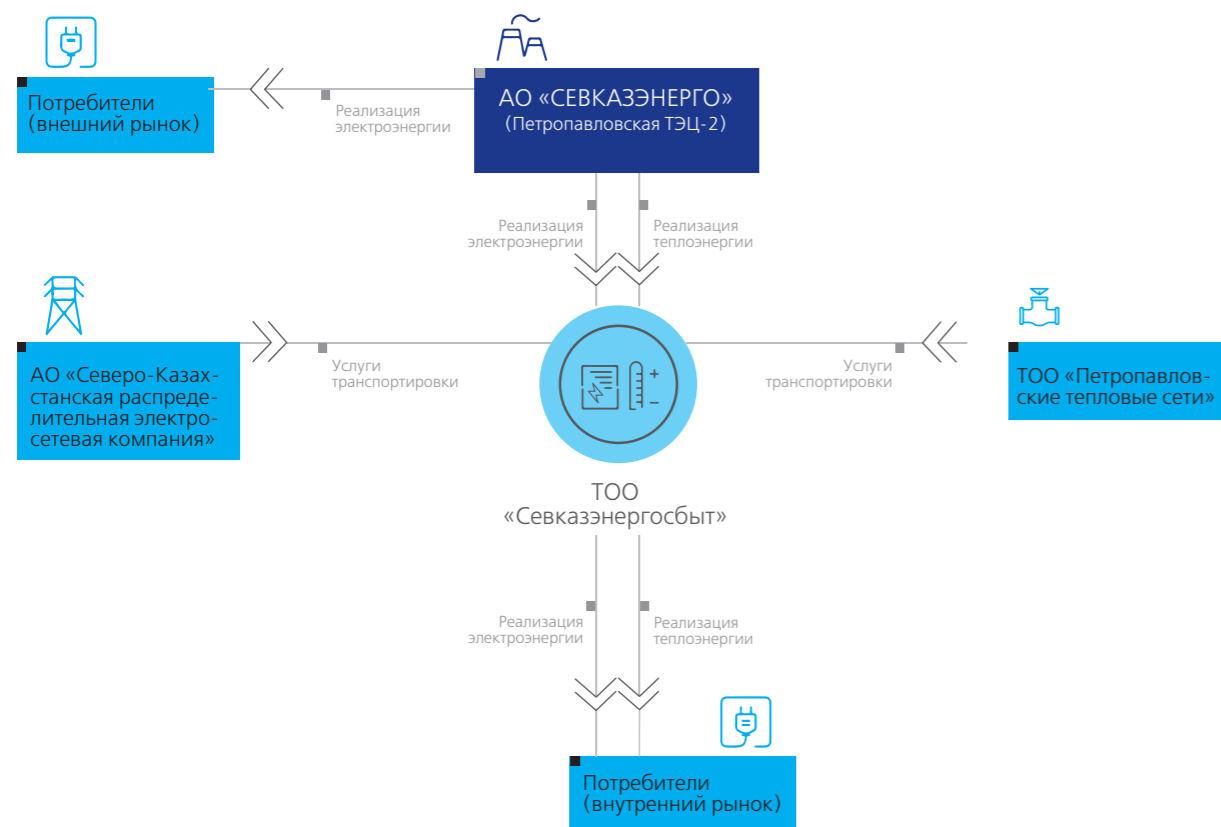 АО «СЕВКАЗЭНЕРГО»
(Петропавловская ТЭЦ-2)
Потребители
(внешний рынок)
Реализация
электроэнергии
Реализация
электроэнергии
Реализация
теплоэнергии
АО «Северо-Казах-
станская распреде-
лительная электро-
сетевая компания»
Услуги
транспортировки
Услуги
транспортировки
ТОО «Петропавлов-
ские тепловые сети»
+
–
ТОО
«Севказэнергосбыт»
Реализация
электроэнергии
Реализация
теплоэнергии
Потребители
(внутренний рынок)